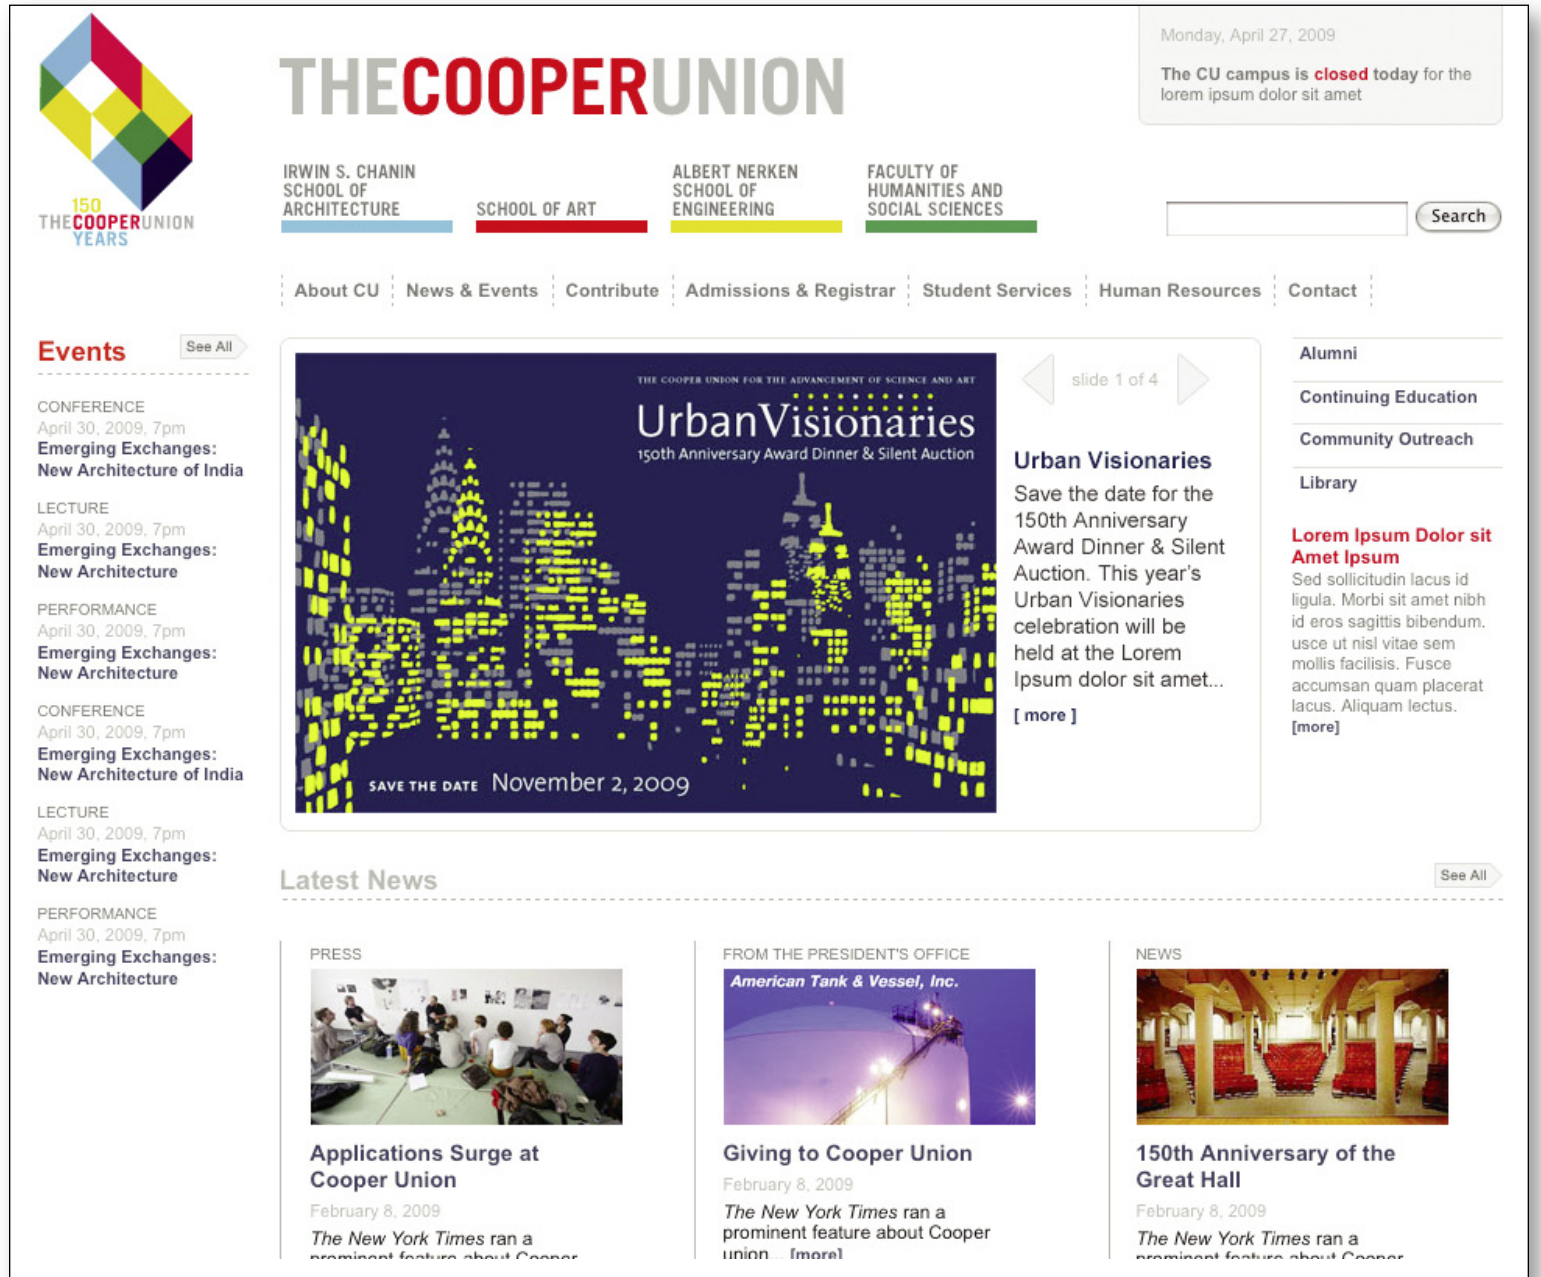 150
THECOOPERUNION
YEARS
THECOOPERUNION
Monday, April 27, 2009
The CU campus is closed today for the
lorem ipsum dolor sit amet
IRWIN S. CHANIN
SCHOOL OF
ARCHITECTURE
SCHOOL OF ART
ALBERT NERKEN
SCHOOL OF
ENGINEERING
FACULTY OF
HUMANITIES AND
SOCIAL SCIENCES
Search
About CU
News & Events
Contribute
Admissions & Registrar
Student Services
Human Resources
Contact
Events
See All
CONFERENCE
April 30, 2009, 7pm
Emerging Exchanges:
New Architecture of India
LECTURE
April 30, 2009, 7pm
Emerging Exchanges:
New Architecture
PERFORMANCE
April 30, 2009, 7pm
Emerging Exchanges:
New Architecture
CONFERENCE
April 30, 2009, 7pm
Emerging Exchanges:
New Architecture of India
LECTURE
April 30, 2009, 7pm
Emerging Exchanges:
New Architecture
PERFORMANCE
April 30, 2009, 7pm
Emerging Exchanges:
New Architecture
THE COOPER UNION FOR THE ADVANCEMENT OF SCIENCE AND ART
UrbanVisionaries
150th Anniversary Award Dinner & Silent Auction
SAVE THE DATE November 2, 2009
slide 1 of 4
Urban Visionaries
Save the date for the
150th Anniversary
Award Dinner & Silent
Auction. This year's
Urban Visionaries
celebration will be
held at the Lorem
Ipsum dolor sit amet...
[ more ]
Alumni
Continuing Education
Community Outreach
Library
Lorem Ipsum Dolor sit
Amet Ipsum
Sed sollicitudin lacus id
ligula. Morbi sit amet nibh
id eros sagittis bibendum.
usce ut nisl vitae sem
mollis facilisis. Fusce
accumsan quam placerat
lacus. Aliquam lectus.
[more]
Latest News
See All
PRESS
Applications Surge at
Cooper Union
February 8, 2009
The New York Times ran a
prominent feature about Cooper
FROM THE PRESIDENT'S OFFICE
American Tank & Vessel, Inc.
Giving to Cooper Union
February 8, 2009
The New York Times ran a
prominent feature about Cooper
union... [more]
NEWS
150th Anniversary of the
Great Hall
February 8, 2009
The New York Times ran a
prominent feature about Cooper